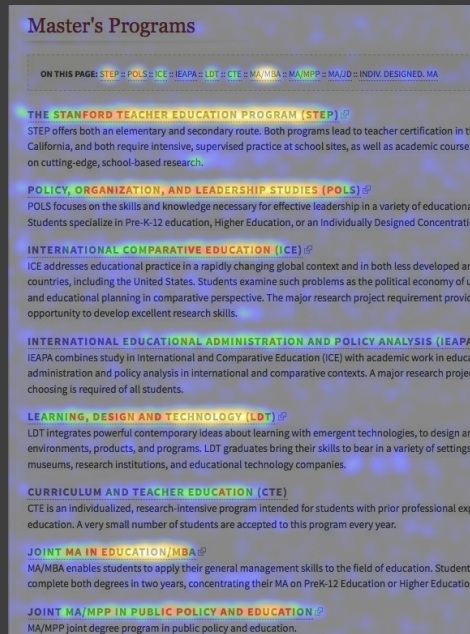 Master's Programs
ON THIS PAGE: STEP :: POLS :: ICE :: IEAPA :: LDT :: CTE :: MA/MBA :: MA/MPP :: MA/JD :: INDIV. DESIGNED. MA
THE STANFORD TEACHER EDUCATION PROGRAM (STEP)
STEP offers both an elementary and secondary route. Both programs lead to teacher certification in
California, and both require intensive, supervised practice at school sites, as well as academic course
on cutting-edge, school-based research.
POLICY, ORGANIZATION, AND LEADERSHIP STUDIES (POLS)
POLS focuses on the skills and knowledge necessary for effective leadership in a variety of educationa
Students specialize in Pre-K-12 education, Higher Education, or an Individually Designed Concentrati
INTERNATIONAL COMPARATIVE EDUCATION (ICE)
ICE addresses educational practice in a rapidly changing global context and in both less developed an
countries, including the United States. Students examine such problems as the political economy of
and educational planning in comparative perspective. The major research project requirement provi
opportunity to develop excellent research skills.
INTERNATIONAL EDUCATIONAL ADMINISTRATION AND POLICY ANALYSIS (IEAPA
IEAPA combines study in International and Comparative Education (ICE) with academic work in educa
administration and policy analysis in international and comparative contexts. A major research proje
choosing is required of all students.
LEARNING, DESIGN AND TECHNOLOGY (LDT)
LDT integrates powerful contemporary ideas about learning with emergent technologies, to design an
environments, products, and programs. LDT graduates bring their skills to bear in a variety of settings
museums, research institutions, and educational technology companies.
CURRICULUM AND TEACHER EDUCATION (CTE)
CTE is an individualized, research-intensive program intended for students with prior professional exp
education. A very small number of students are accepted to this program every year.
JOINT MA IN EDUCATION/MBA
MA/MBA enables students to apply their general management skills to the field of education. Student
complete both degrees in two years, concentrating their MA on PreK-12 Education or Higher Educatio
JOINT MA/MPP IN PUBLIC POLICY AND EDUCATION
MA/MPP joint degree program in public policy and education.